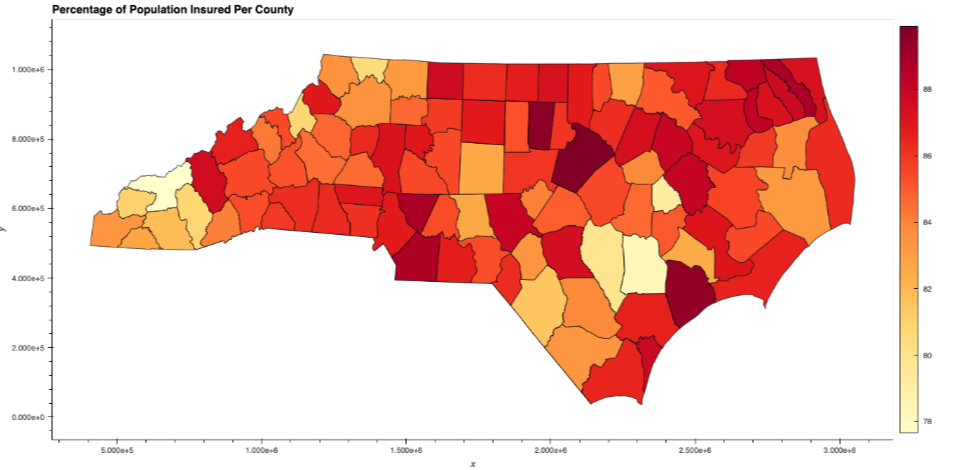 Percentage of Population Insured Per County
1.000e+6
8.000e+5
6.000e+5
4.000e+5
2.000e+5
0.000e+0
y
5.000e+5
1.000e+6
1.500e+6
2.000e+6
2.500e+6
3.000e+6
x
88
86
84
82
80
78